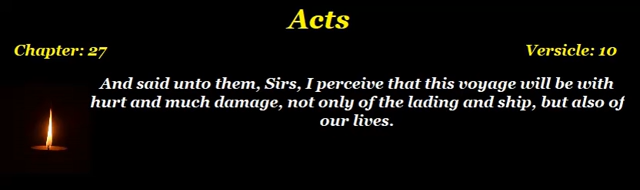 Acts
Chapter: 27
Versicle: 10
And said unto them, Sirs, I perceive that this voyage will be with
hurt and much damage, not only of the lading and ship, but also of
our lives.